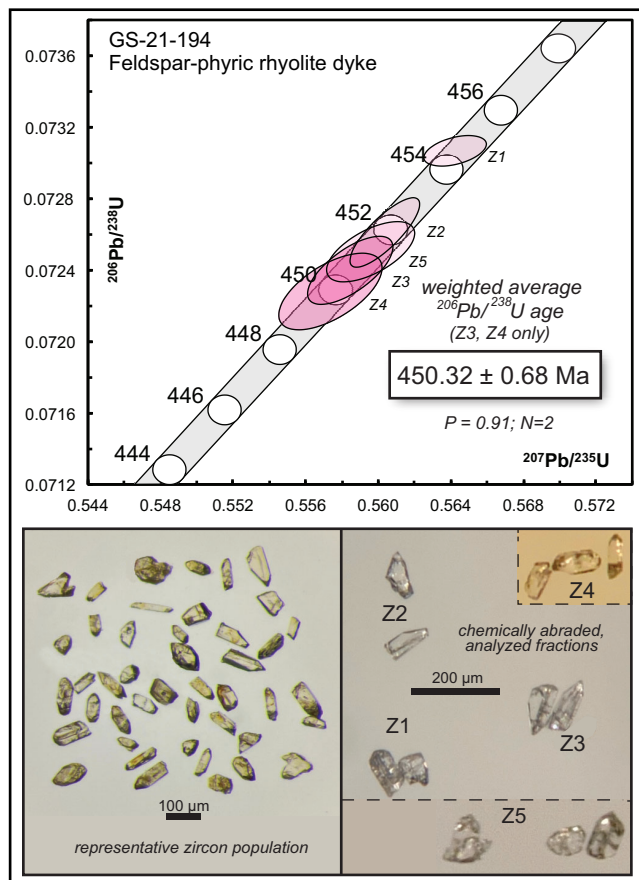 GS-21-194
Feldspar-phyric rhyolite dyke
0.0736
0.0732
0.0728
0.0724
0.0720
0.0716
0.0712
206Pb/238U
456
454
452
450
448
446
444
Z1
Z2
Z5
Z3
Z4
weighted average
206Pb/238U age
(Z3, Z4 only)
450.32 ± 0.68 Ma
P = 0.91; N=2
207Pb/235U
0.544
0.548
0.552
0.556
0.560
0.564
0.568
0.572
100 µm
representative zircon population
Z4
Z2
chemically abraded,
analyzed fractions
200 µm
Z1
Z3
Z5